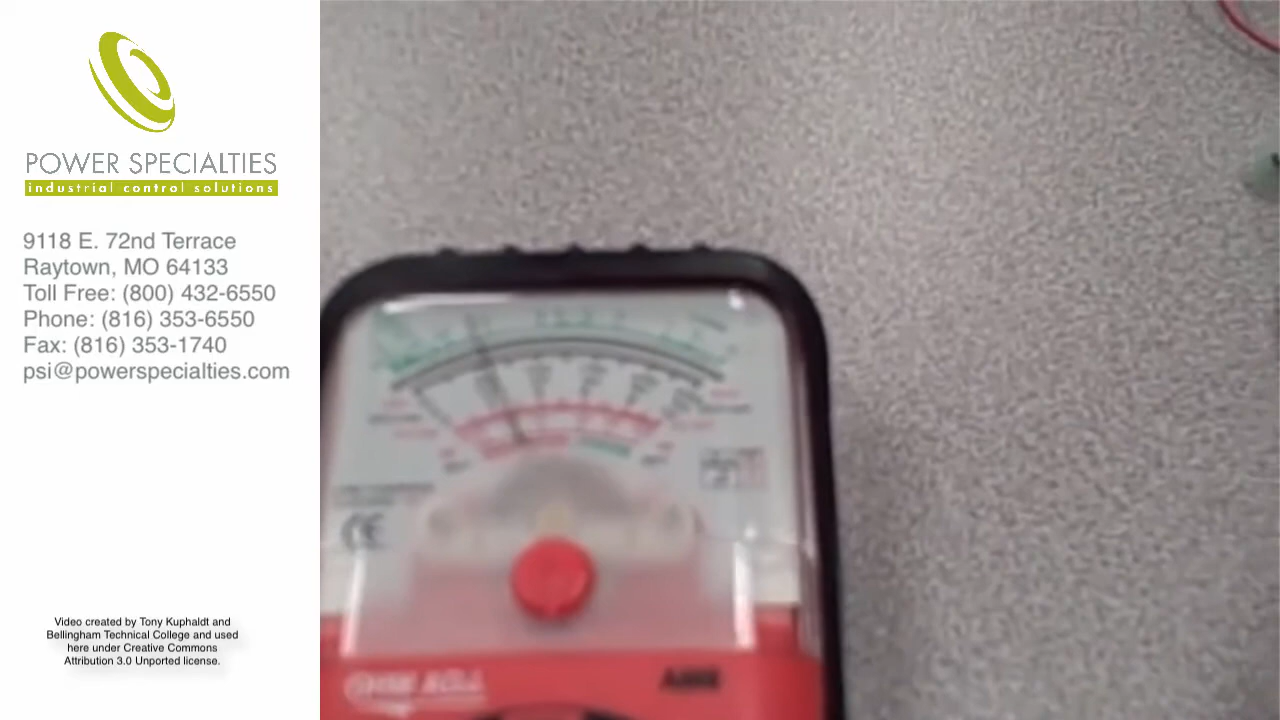 POWER SPECIALTIES
industrial control solutions
9118 E. 72nd Terrace
Raytown, MO 64133
Toll Free: (800) 432-6550
Phone: (816) 353-6550
Fax: (816) 353-1740
psi@powerspecialties.com
Video created by Tony Kuphaldt and
Bellingham Technical College and used
here under Creative Commons
Attribution 3.0 Unported license.
CE